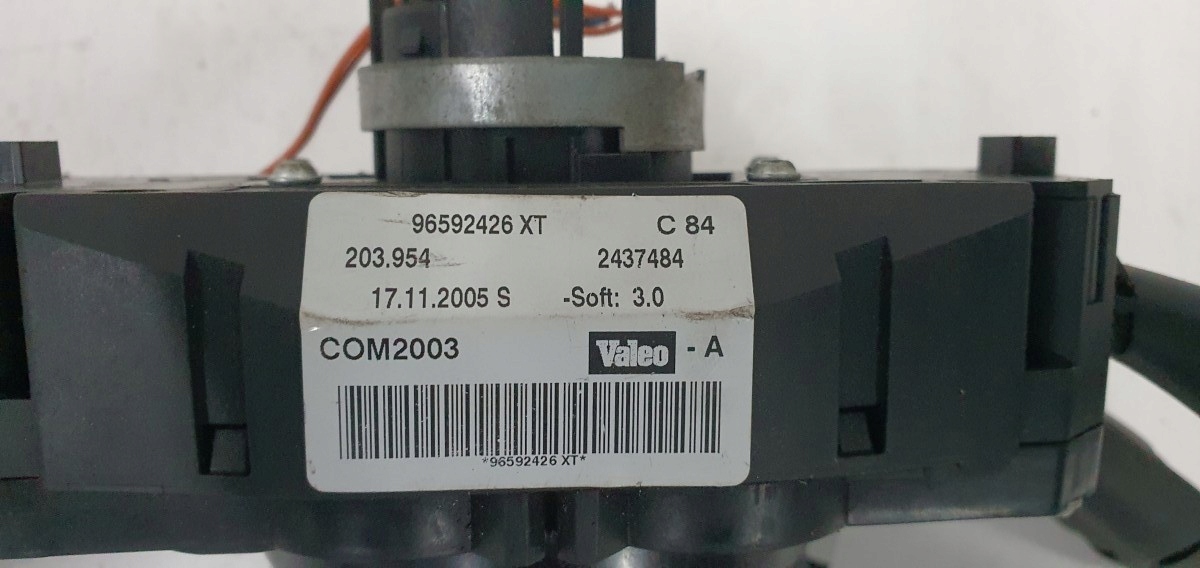 96592426 XT C 84
203.954 2437484
17.11.2005 S -Soft: 3.0
COM2003 Valeo - A
*96592426 XT*